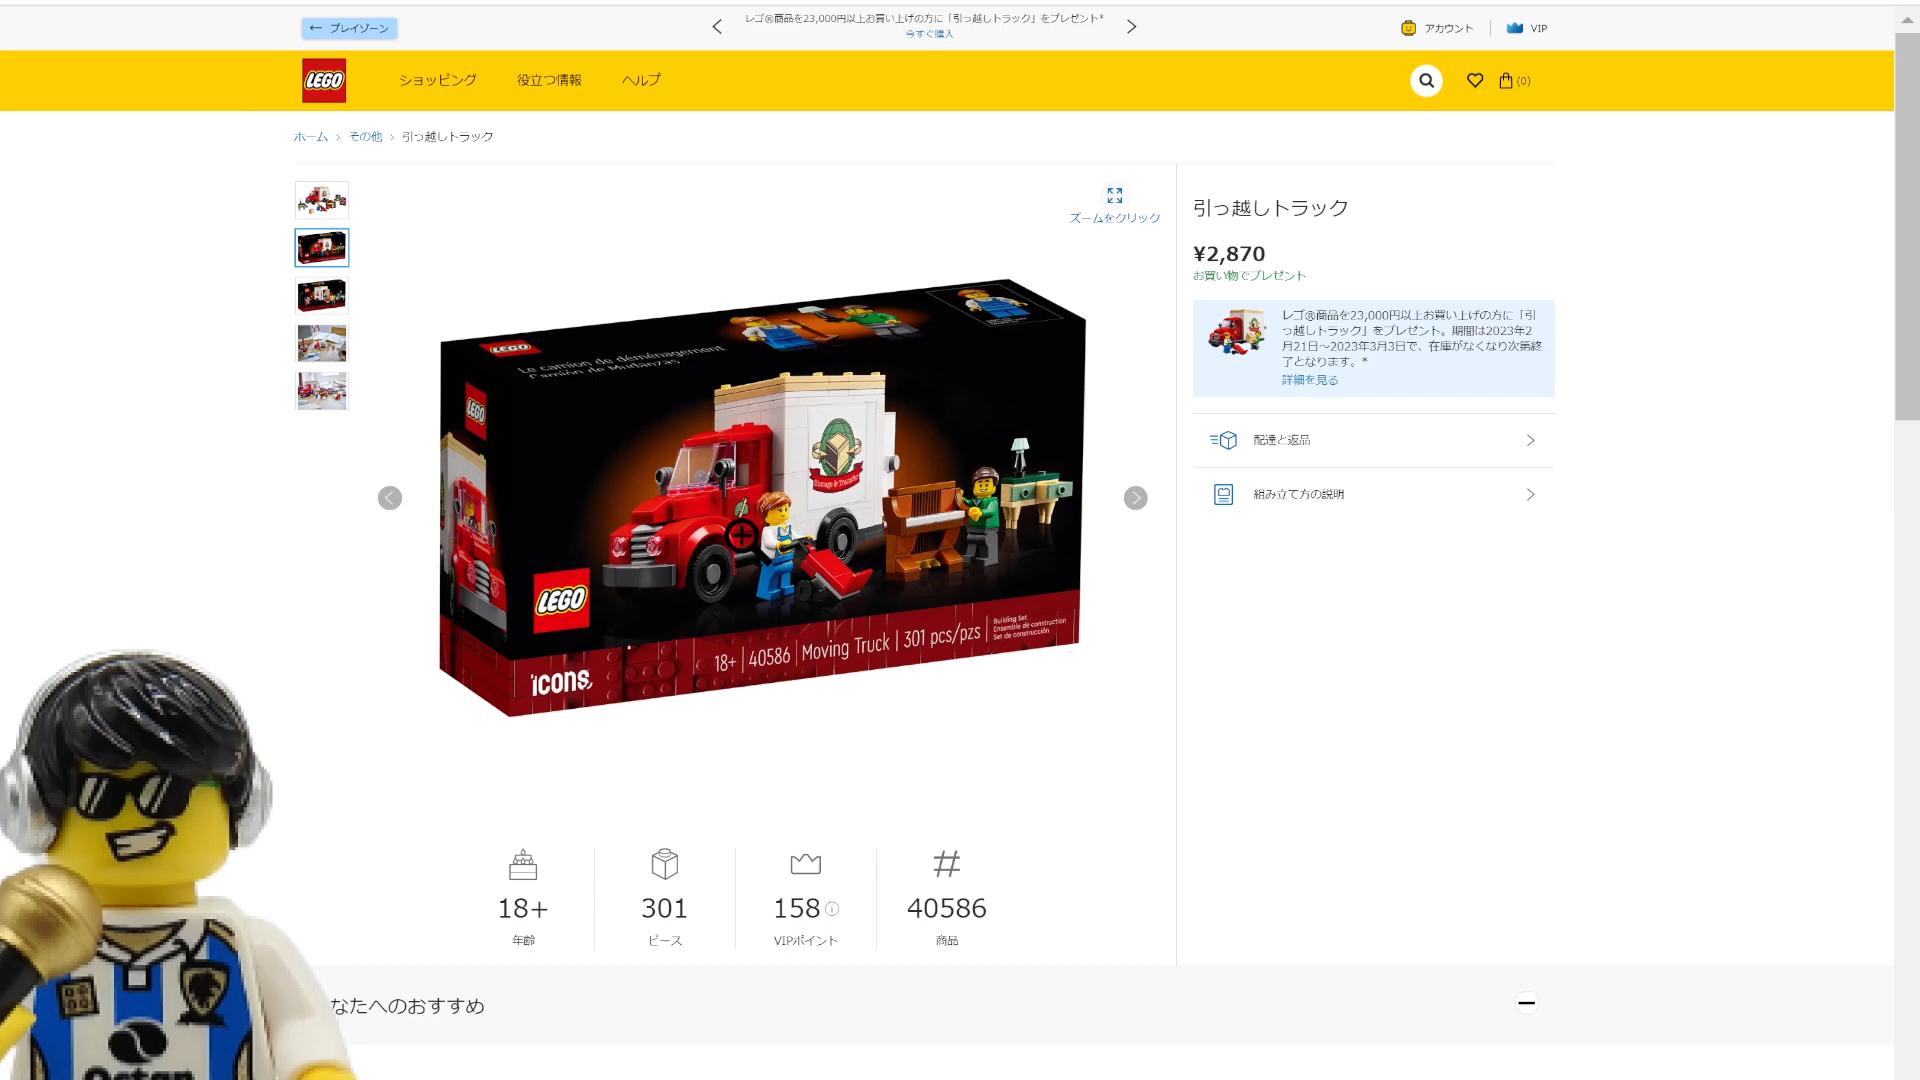 ← プレイゾーン
レゴ®商品を23,000円以上お買い上げの方に「引っ越しトラック」をプレゼント*
今すぐ購入
アカウント
VIP
LEGO
ショッピング
役立つ情報
ヘルプ
(0)
ホーム › その他 › 引っ越しトラック
ズームをクリック
引っ越しトラック
¥2,870
お買い物でプレゼント
レゴ®商品を23,000円以上お買い上げの方に「引
っ越しトラック」をプレゼント。期間は2023年2
月21日～2023年3月3日で、在庫がなくなり次第終
了となります。*
詳細を見る
配達と返品
組み立て方の説明
LEGO
Le camion de déménagement
Camión de Mudanzas
LEGO
Storage & Transfer
LEGO
icons
18+ | 40586 | Moving Truck | 301 pcs/pzs
Building Set
Ensemble de construction
Set de construcción
18+
年齢
301
ピース
158
VIPポイント
#
40586
商品
なたへのおすすめ
Octan